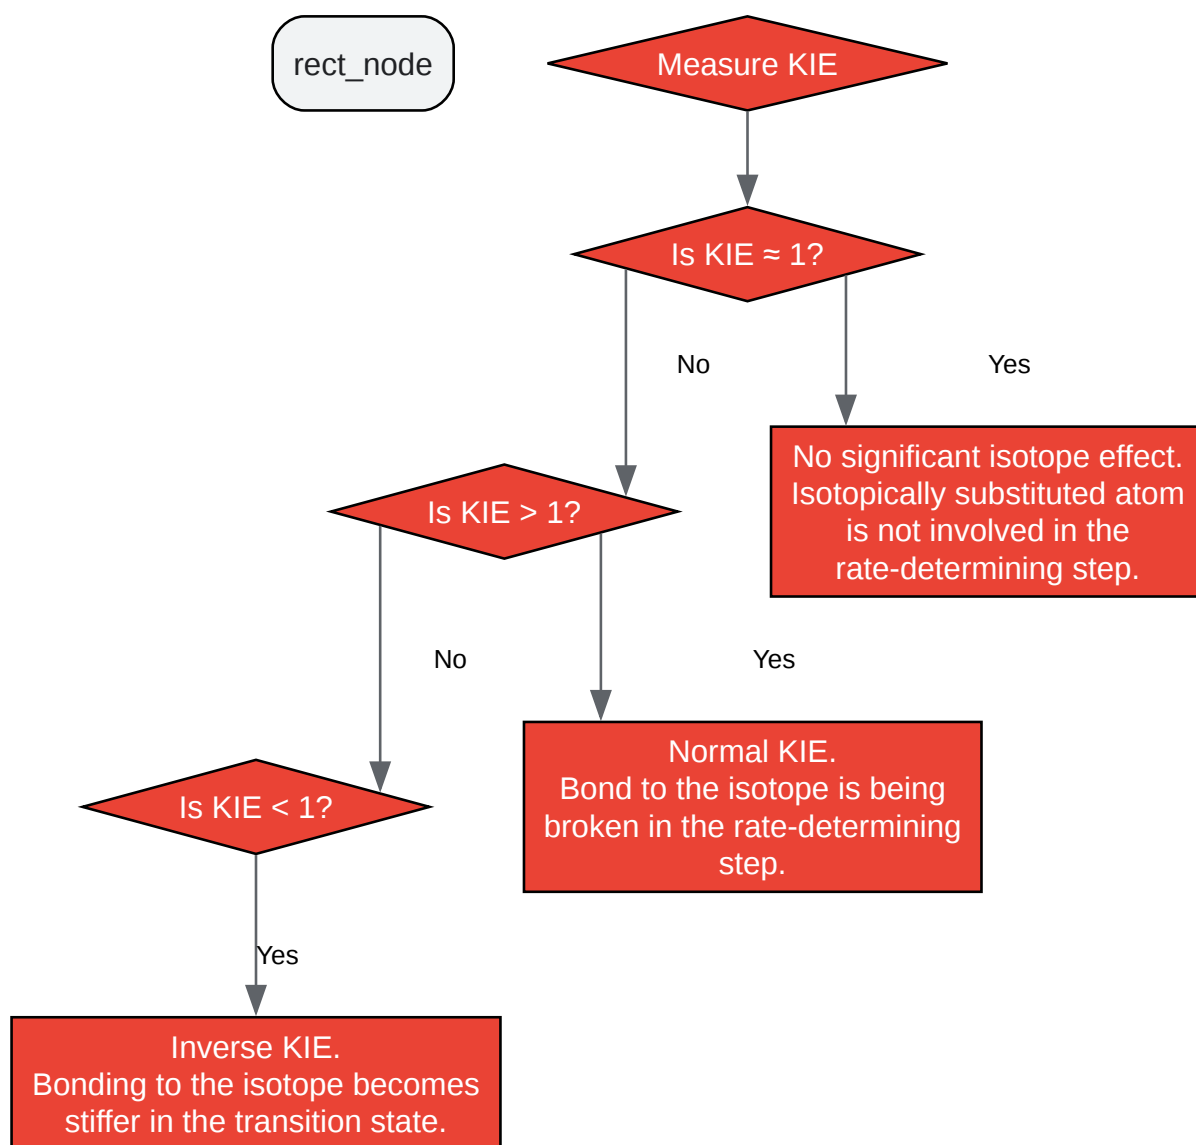 rect_node
Measure KIE
Is KIE ≈ 1?
No
Yes
No significant isotope effect.
Isotopically substituted atom
is not involved in the
rate-determining step.
Is KIE > 1?
No
Yes
Normal KIE.
Bond to the isotope is being
broken in the rate-determining
step.
Is KIE < 1?
Yes
Inverse KIE.
Bonding to the isotope becomes
stiffer in the transition state.